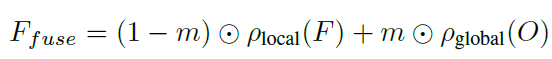 F_{fuse} = (1 − m) ⊙ ρ_{local}(F) + m ⊙ ρ_{global}(O)